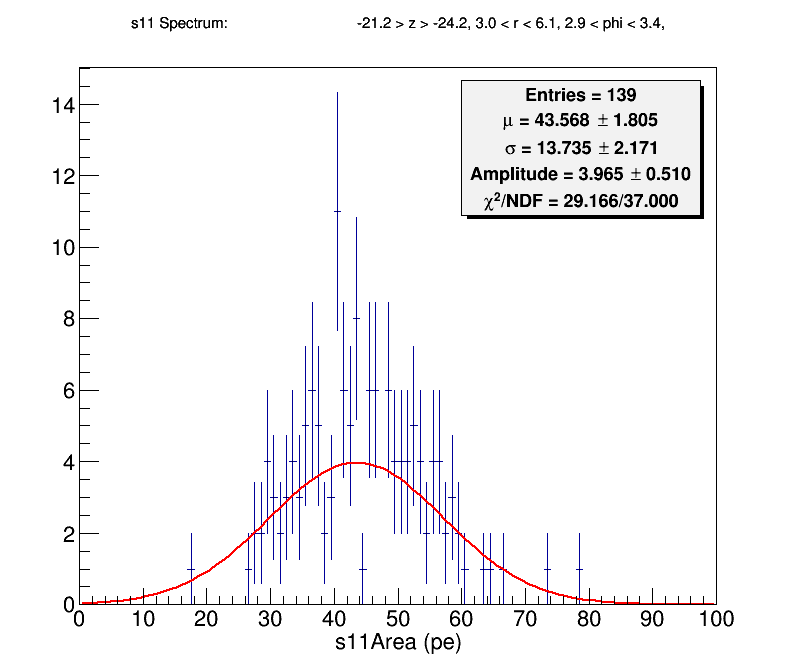 s11 Spectrum: -21.2 > z > -24.2, 3.0 < r < 6.1, 2.9 < phi < 3.4,
Entries = 139
μ = 43.568 ± 1.805
σ = 13.735 ± 2.171
Amplitude = 3.965 ± 0.510
χ²/NDF = 29.166/37.000
14
12
10
8
6
4
2
0
0 10 20 30 40 50 60 70 80 90 100
s11Area (pe)